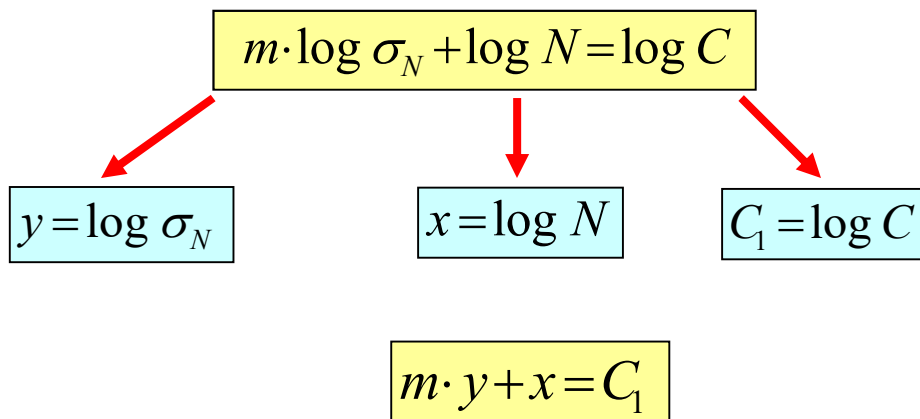 m·log σ_N+log N=log C
y=log σ_N
x=log N
C_1=log C
m·y+x=C_1